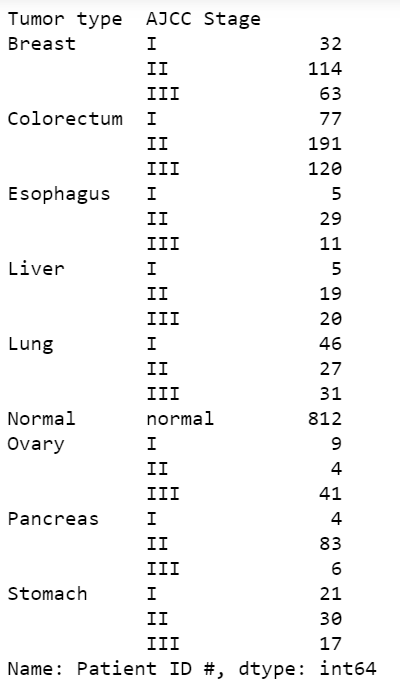 Tumor type  AJCC Stage
Breast      I              32
            II            114
            III            63
Colorectum  I              77
            II            191
            III           120
Esophagus   I               5
            II             29
            III            11
Liver       I               5
            II             19
            III            20
Lung        I              46
            II             27
            III            31
Normal      normal        812
Ovary       I               9
            II              4
            III            41
Pancreas    I               4
            II             83
            III             6
Stomach     I              21
            II             30
            III            17
Name: Patient ID #, dtype: int64